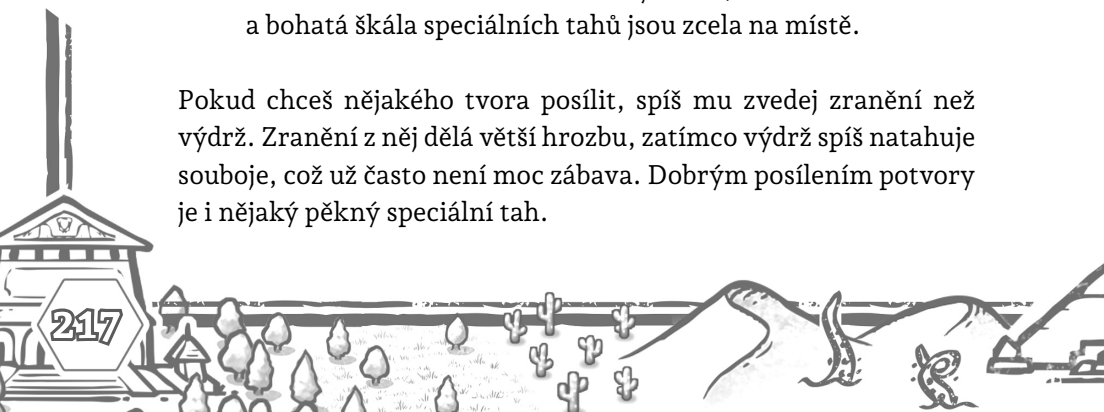 a bohatá škála speciálních tahů jsou zcela na místě.
Pokud chceš nějakého tvora posílit, spíš mu zvedej zranění než
výdrž. Zranění z něj dělá větší hrozbu, zatímco výdrž spíš natahuje
souboje, což už často není moc zábava. Dobrým posílením potvory
je i nějaký pěkný speciální tah.
217